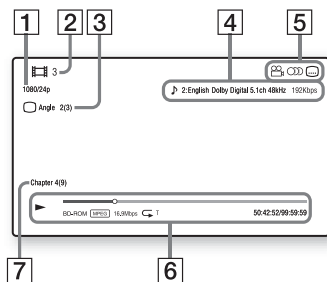 1 2 3 4 5
3
1080/24p
2:English Dolby Digital 5.1ch 48kHz 192Kbps
Angle 2(3)
Chapter 4(9)
BD-ROM MPEG 16.9Mbps T 50:42:52/99:59:59
7 6